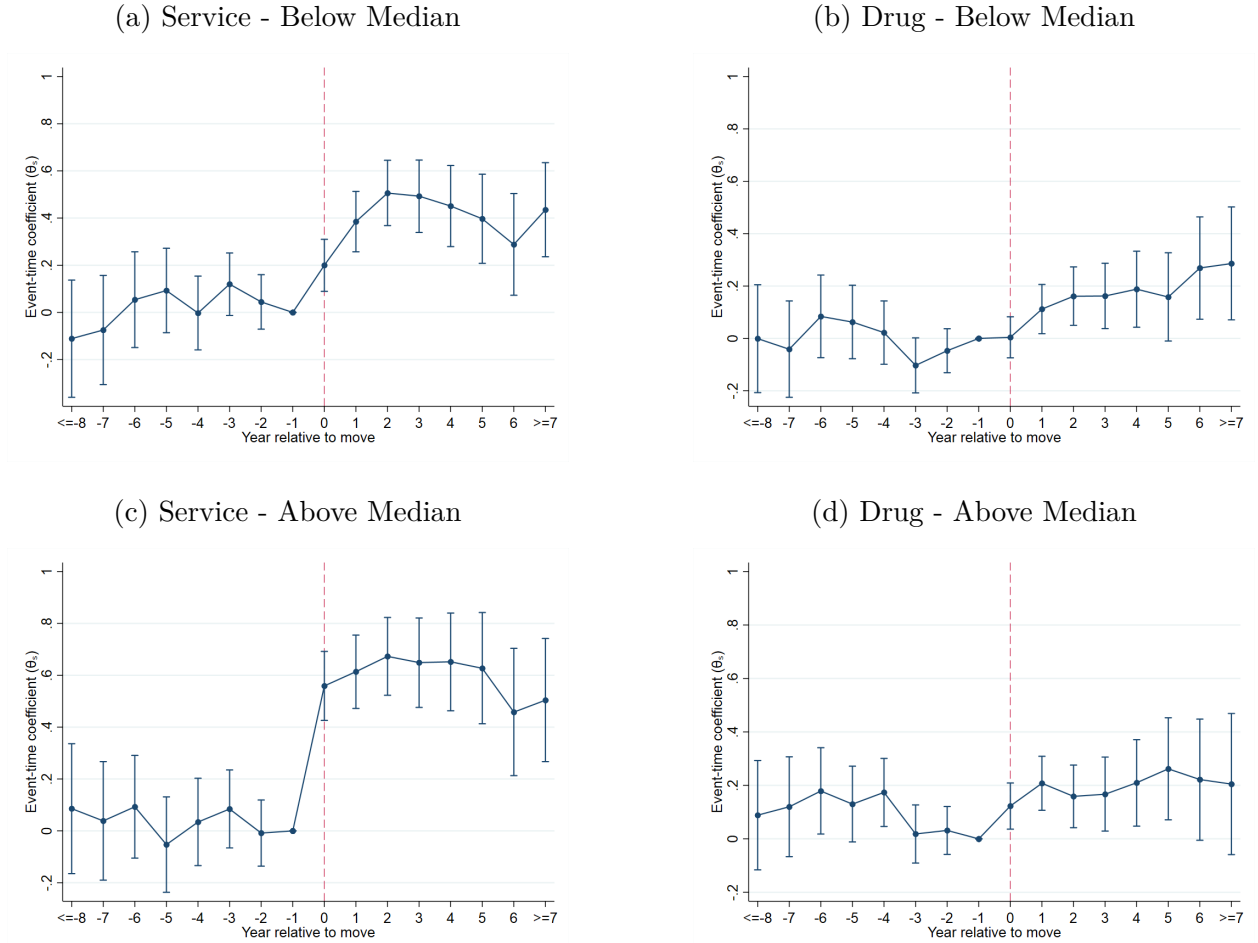 (a) Service - Below Median
Event-time coefficient (θₛ)
1
.8
.6
.4
.2
0
-.2
<=-8 -7 -6 -5 -4 -3 -2 -1 0 1 2 3 4 5 6 >=7
Year relative to move
(b) Drug - Below Median
Event-time coefficient (θₛ)
1
.8
.6
.4
.2
0
-.2
<=-8 -7 -6 -5 -4 -3 -2 -1 0 1 2 3 4 5 6 >=7
Year relative to move
(c) Service - Above Median
Event-time coefficient (θₛ)
1
.8
.6
.4
.2
0
-.2
<=-8 -7 -6 -5 -4 -3 -2 -1 0 1 2 3 4 5 6 >=7
Year relative to move
(d) Drug - Above Median
Event-time coefficient (θₛ)
1
.8
.6
.4
.2
0
-.2
<=-8 -7 -6 -5 -4 -3 -2 -1 0 1 2 3 4 5 6 >=7
Year relative to move